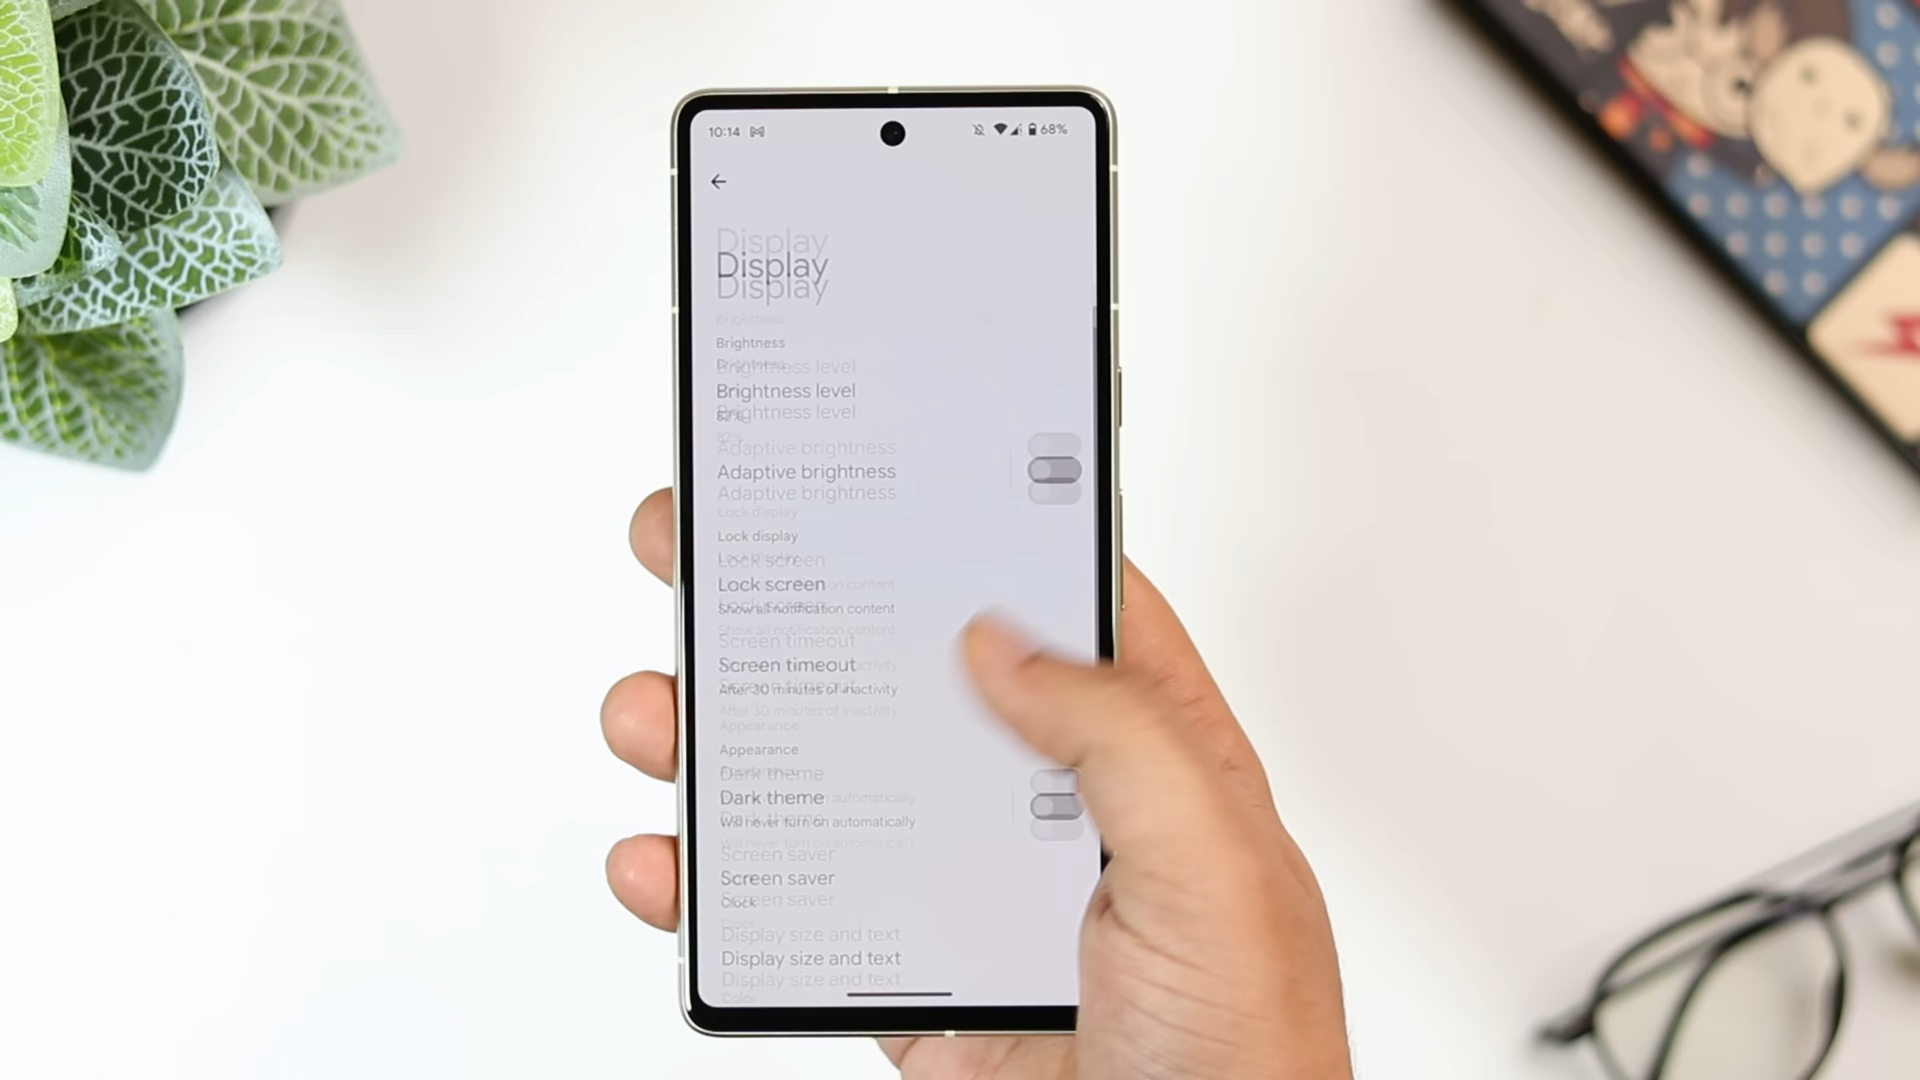 10:14
68%
Display
Brightness
Brightness level
82%
Adaptive brightness
Lock display
Lock screen
Show all notification content
Screen timeout
After 30 minutes of inactivity
Appearance
Dark theme
Will never turn on automatically
Screen saver
Clock
Display size and text
Color